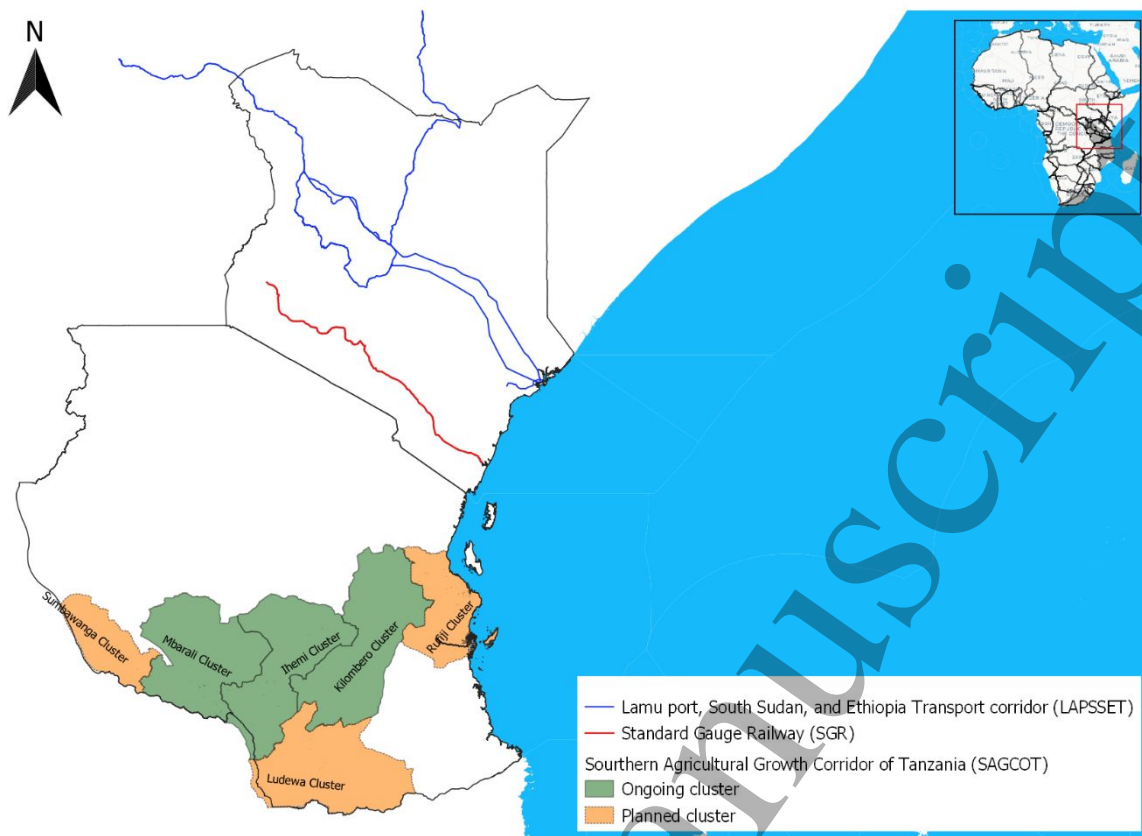 N
Sumbawanga Cluster
Mbarali Cluster
Ihemi Cluster
Kilombero Cluster
Rufiji Cluster
Ludewa Cluster
Lamu port, South Sudan, and Ethiopia Transport corridor (LAPSSET)
Standard Gauge Railway (SGR)
Sourthern Agricultural Growth Corridor of Tanzania (SAGCOT)
Ongoing cluster
Planned cluster